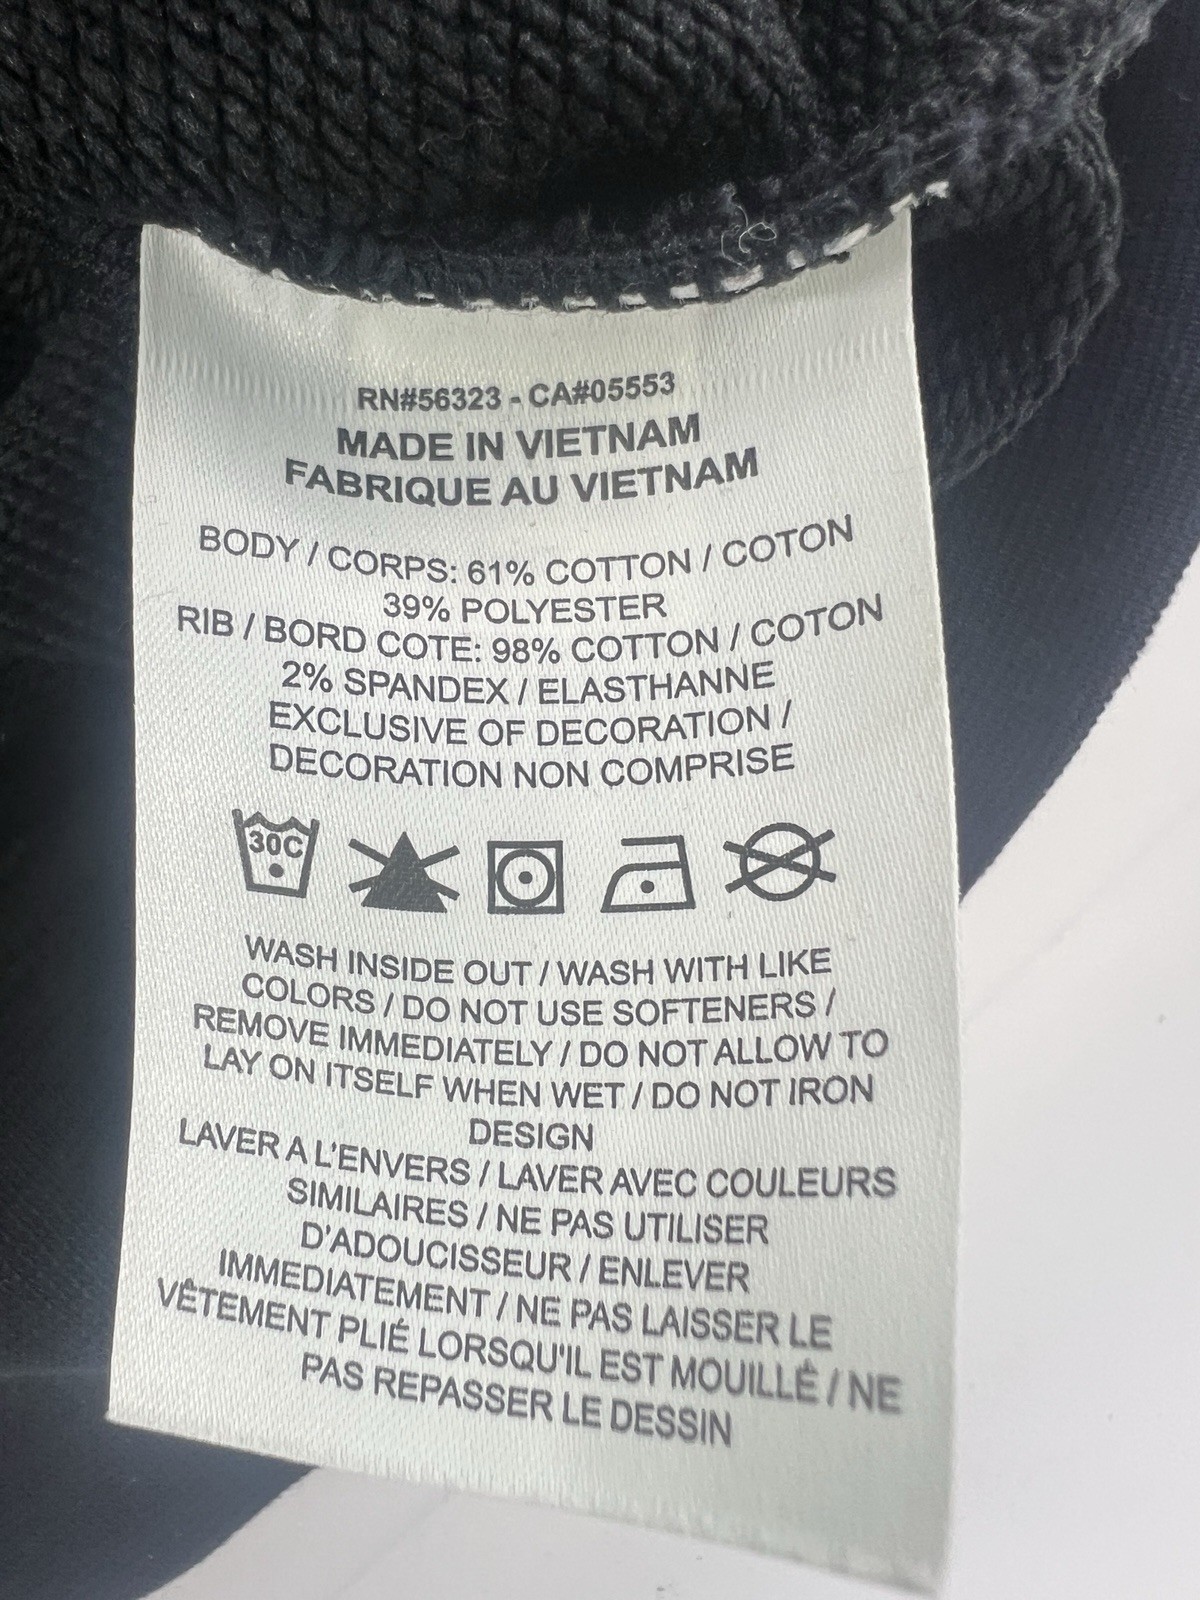 RN#56323 - CA#05553
MADE IN VIETNAM
FABRIQUE AU VIETNAM
BODY / CORPS: 61% COTTON / COTON
39% POLYESTER
RIB / BORD COTE: 98% COTTON / COTON
2% SPANDEX / ELASTHANNE
EXCLUSIVE OF DECORATION /
DECORATION NON COMPRISE
30C
WASH INSIDE OUT / WASH WITH LIKE
COLORS / DO NOT USE SOFTENERS /
REMOVE IMMEDIATELY / DO NOT ALLOW TO
LAY ON ITSELF WHEN WET / DO NOT IRON
DESIGN
LAVER A L'ENVERS / LAVER AVEC COULEURS
SIMILAIRES / NE PAS UTILISER
D'ADOUCISSEUR / ENLEVER
IMMEDIATEMENT / NE PAS LAISSER LE
VÊTEMENT PLIÉ LORSQU'IL EST MOUILLÉ / NE
PAS REPASSER LE DESSIN